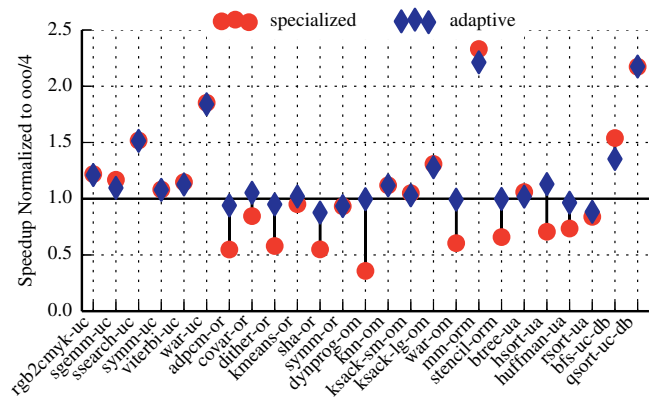 specialized adaptive
Speedup Normalized to ooo/4
2.5
2.0
1.5
1.0
0.5
0.0
rgb2cmyk-uc
sgemm-uc
ssearch-uc
symm-uc
viterbi-uc
war-uc
adpcm-or
covar-or
dither-or
kmeans-or
sha-or
symm-or
dynprog-om
knn-om
ksack-sm-om
ksack-lg-om
war-om
mm-orm
stencil-orm
btree-ua
hsort-ua
huffman-ua
rsort-ua
bfs-uc-db
qsort-uc-db